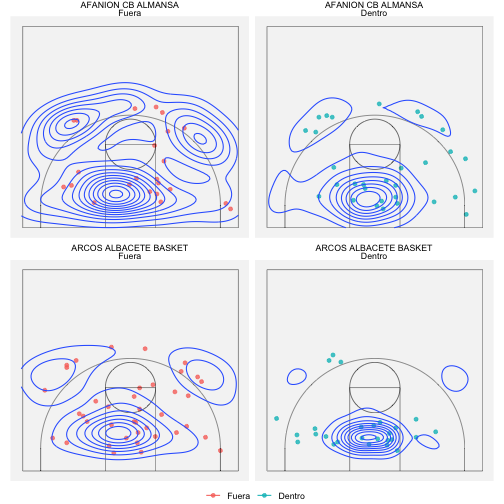 AFANION CB ALMANSA
Fuera
AFANION CB ALMANSA
Dentro
ARCOS ALBACETE BASKET
Fuera
ARCOS ALBACETE BASKET
Dentro
Fuera Dentro